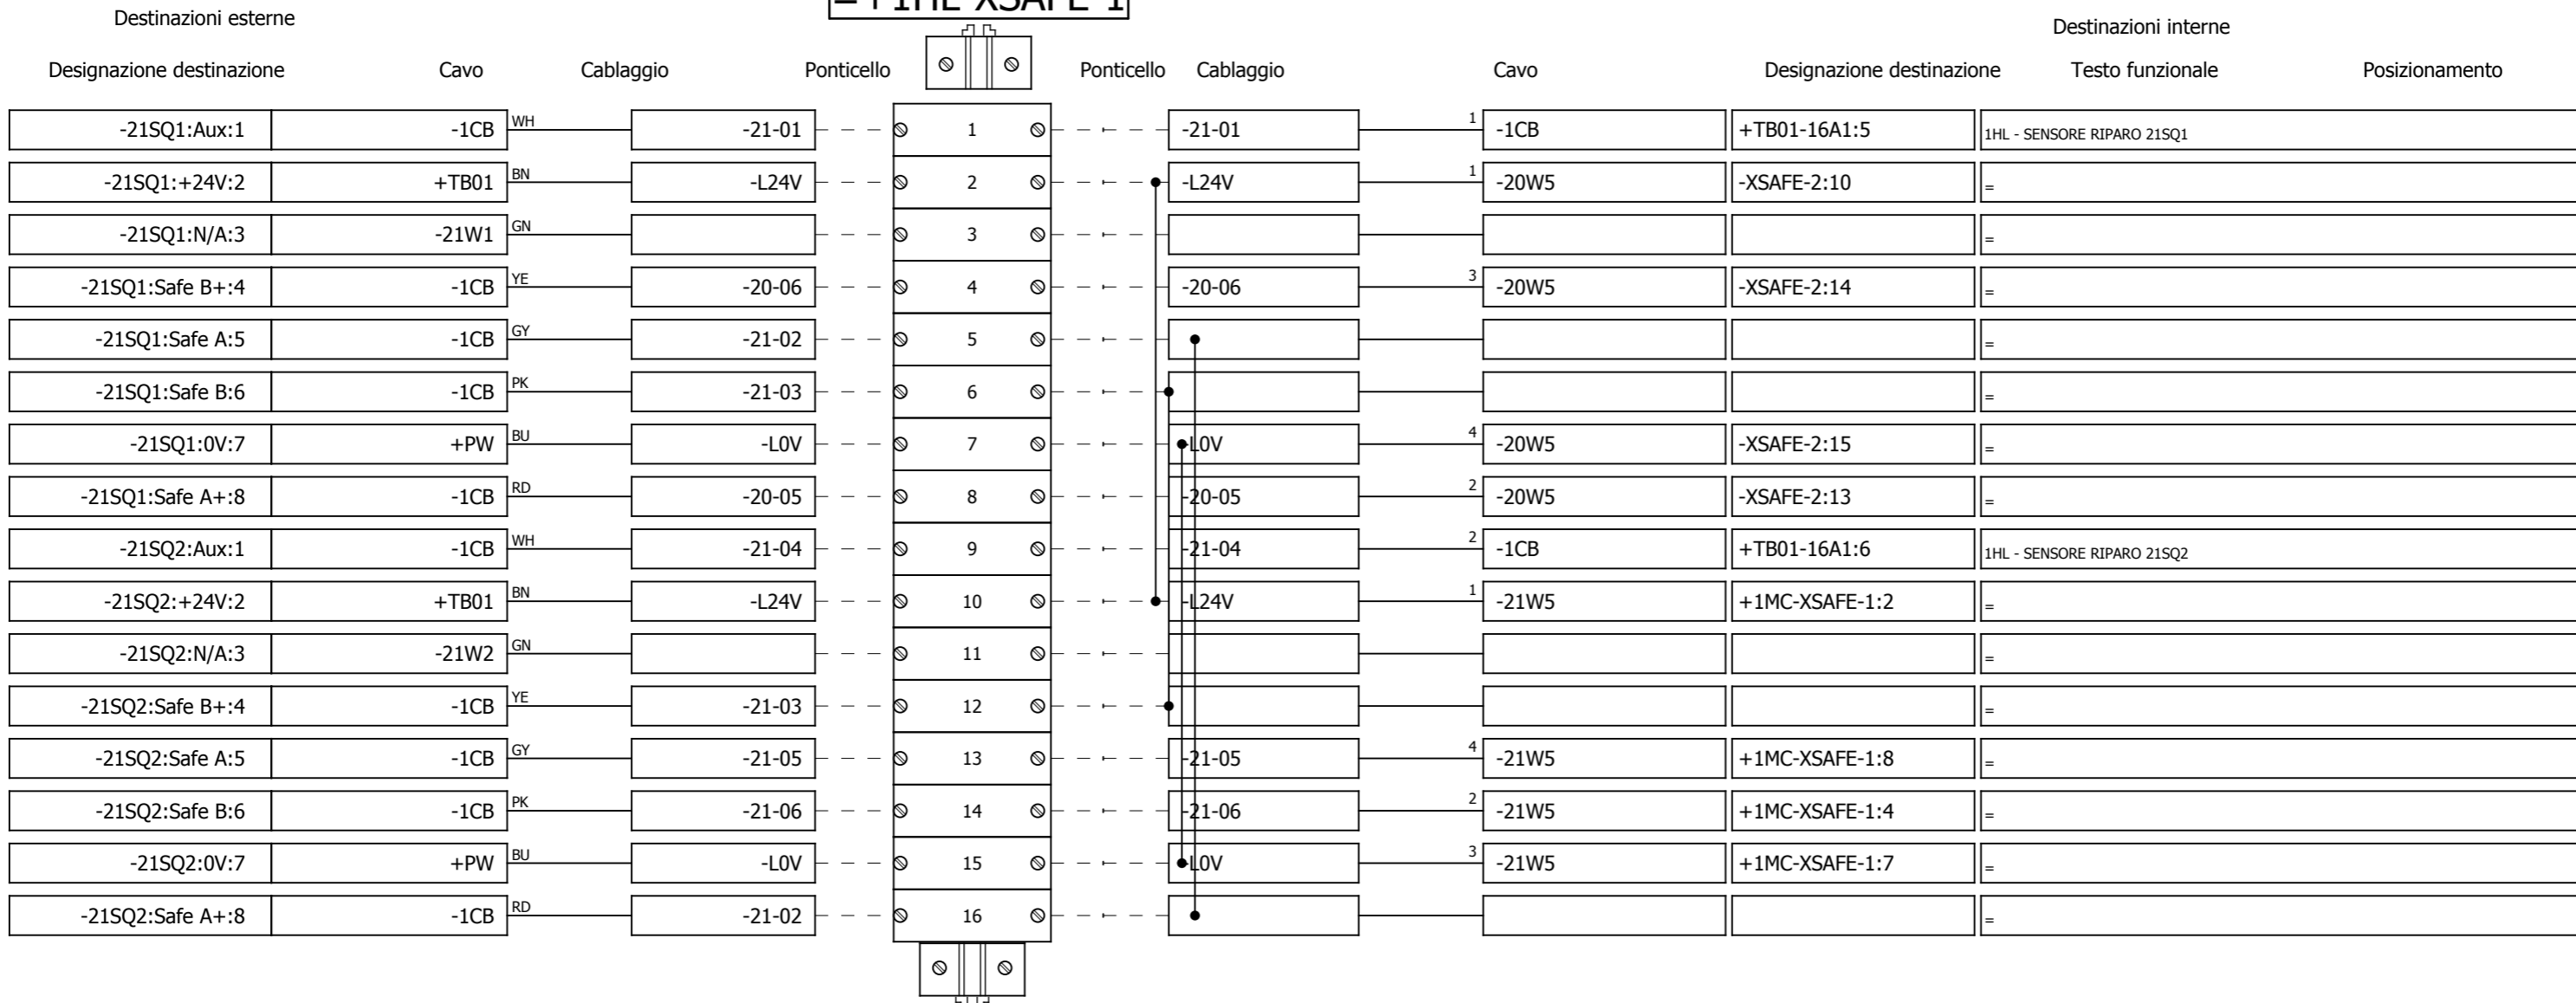 =+1HL-XSAFE-1
Destinazioni esterne
Destinazioni interne
Designazione destinazione Cavo Cablaggio Ponticello Ponticello Cablaggio Cavo Designazione destinazione Testo funzionale Posizionamento
-21SQ1:Aux:1 -1CB WH -21-01 1 -21-01 1 -1CB +TB01-16A1:5 1HL - SENSORE RIPARO 21SQ1
-21SQ1:+24V:2 +TB01 BN -L24V 2 -L24V 1 -20W5 -XSAFE-2:10 =
-21SQ1:N/A:3 -21W1 GN 3 =
-21SQ1:Safe B+:4 -1CB YE -20-06 4 -20-06 3 -20W5 -XSAFE-2:14 =
-21SQ1:Safe A:5 -1CB GY -21-02 5 =
-21SQ1:Safe B:6 -1CB PK -21-03 6 =
-21SQ1:0V:7 +PW BU -L0V 7 -L0V 4 -20W5 -XSAFE-2:15 =
-21SQ1:Safe A+:8 -1CB RD -20-05 8 -20-05 2 -20W5 -XSAFE-2:13 =
-21SQ2:Aux:1 -1CB WH -21-04 9 -21-04 2 -1CB +TB01-16A1:6 1HL - SENSORE RIPARO 21SQ2
-21SQ2:+24V:2 +TB01 BN -L24V 10 -L24V 1 -21W5 +1MC-XSAFE-1:2 =
-21SQ2:N/A:3 -21W2 GN 11 =
-21SQ2:Safe B+:4 -1CB YE -21-03 12 =
-21SQ2:Safe A:5 -1CB GY -21-05 13 -21-05 4 -21W5 +1MC-XSAFE-1:8 =
-21SQ2:Safe B:6 -1CB PK -21-06 14 -21-06 2 -21W5 +1MC-XSAFE-1:4 =
-21SQ2:0V:7 +PW BU -L0V 15 -L0V 3 -21W5 +1MC-XSAFE-1:7 =
-21SQ2:Safe A+:8 -1CB RD -21-02 16 =